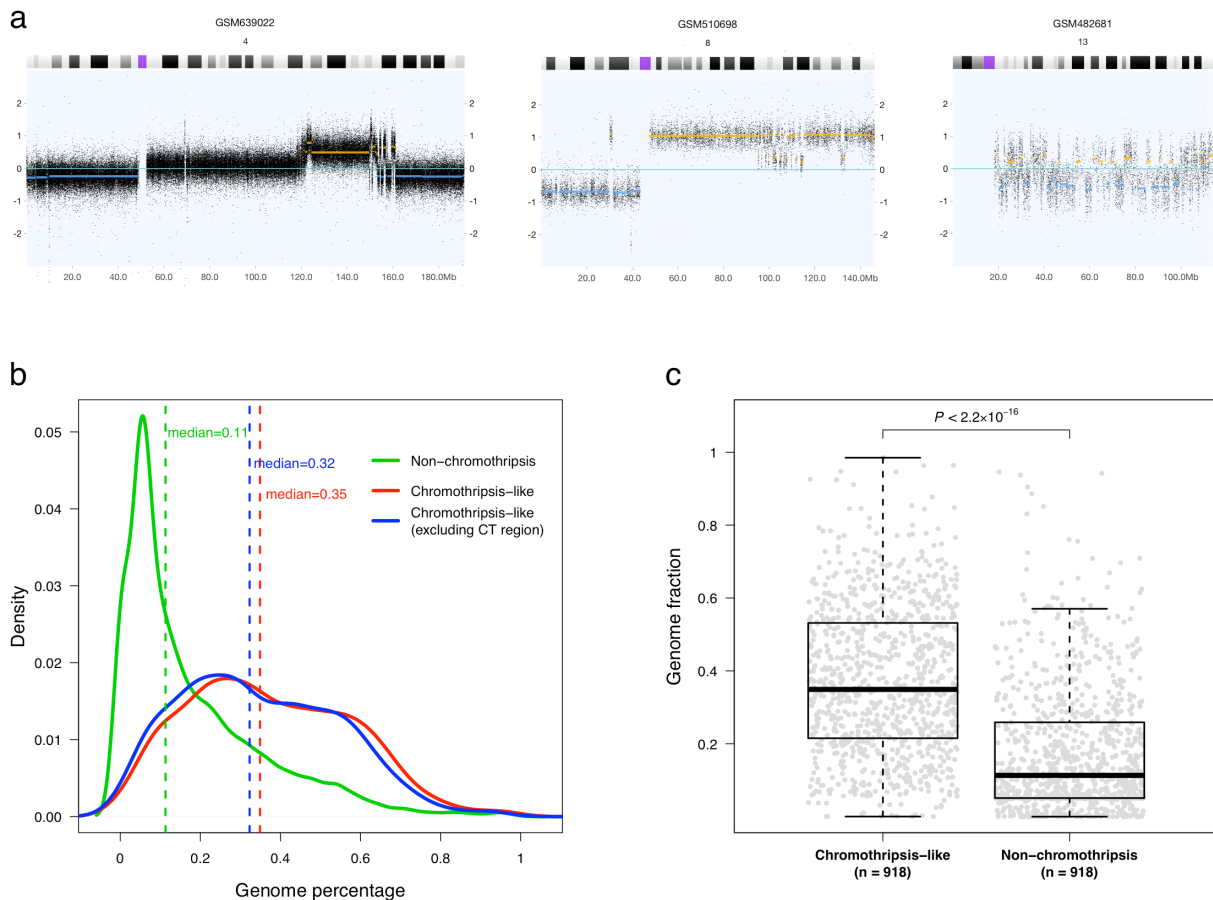 a
GSM639022
4
2
1
0
-1
-2
2
1
0
-1
-2
20.0 40.0 60.0 80.0 100.0 120.0 140.0 160.0 180.0Mb
GSM510698
8
2
1
0
-1
-2
2
1
0
-1
-2
20.0 40.0 60.0 80.0 100.0 120.0 140.0Mb
GSM482681
13
2
1
0
-1
-2
2
1
0
-1
-2
20.0 40.0 60.0 80.0 100.0Mb
b
Density
0.05
0.04
0.03
0.02
0.01
0.00
median=0.11
median=0.32
median=0.35
Non−chromothripsis
Chromothripsis−like
Chromothripsis−like
(excluding CT region)
0 0.2 0.4 0.6 0.8 1
Genome percentage
c
P < 2.2×10⁻¹⁶
Genome fraction
1
0.8
0.6
0.4
0.2
Chromothripsis−like
(n = 918)
Non−chromothripsis
(n = 918)